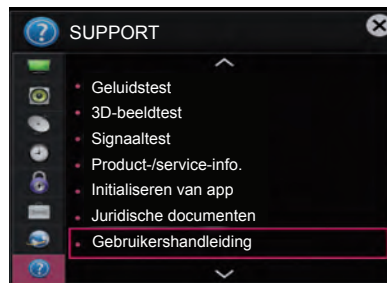 SUPPORT
Geluidstest
3D-beeldtest
Signaaltest
Product-/service-info.
Initialiseren van app
Juridische documenten
Gebruikershandleiding